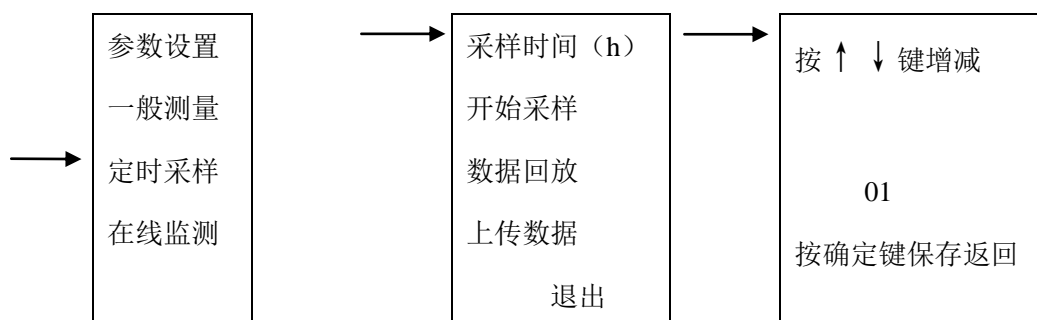 参数设置
一般测量
定时采样
在线监测
采样时间（h）
开始采样
数据回放
上传数据
退出
按 ↑ ↓ 键增减
01
按确定键保存返回